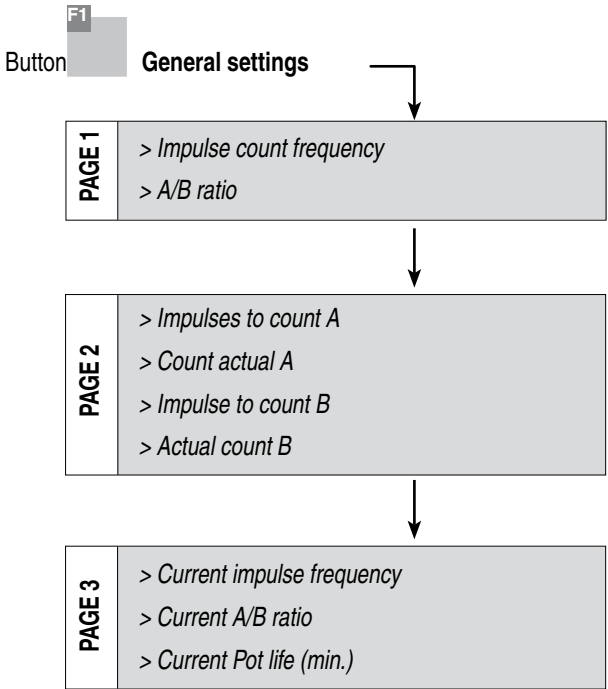 F1
Button General settings
PAGE 1
> Impulse count frequency
> A/B ratio
PAGE 2
> Impulses to count A
> Count actual A
> Impulse to count B
> Actual count B
PAGE 3
> Current impulse frequency
> Current A/B ratio
> Current Pot life (min.)